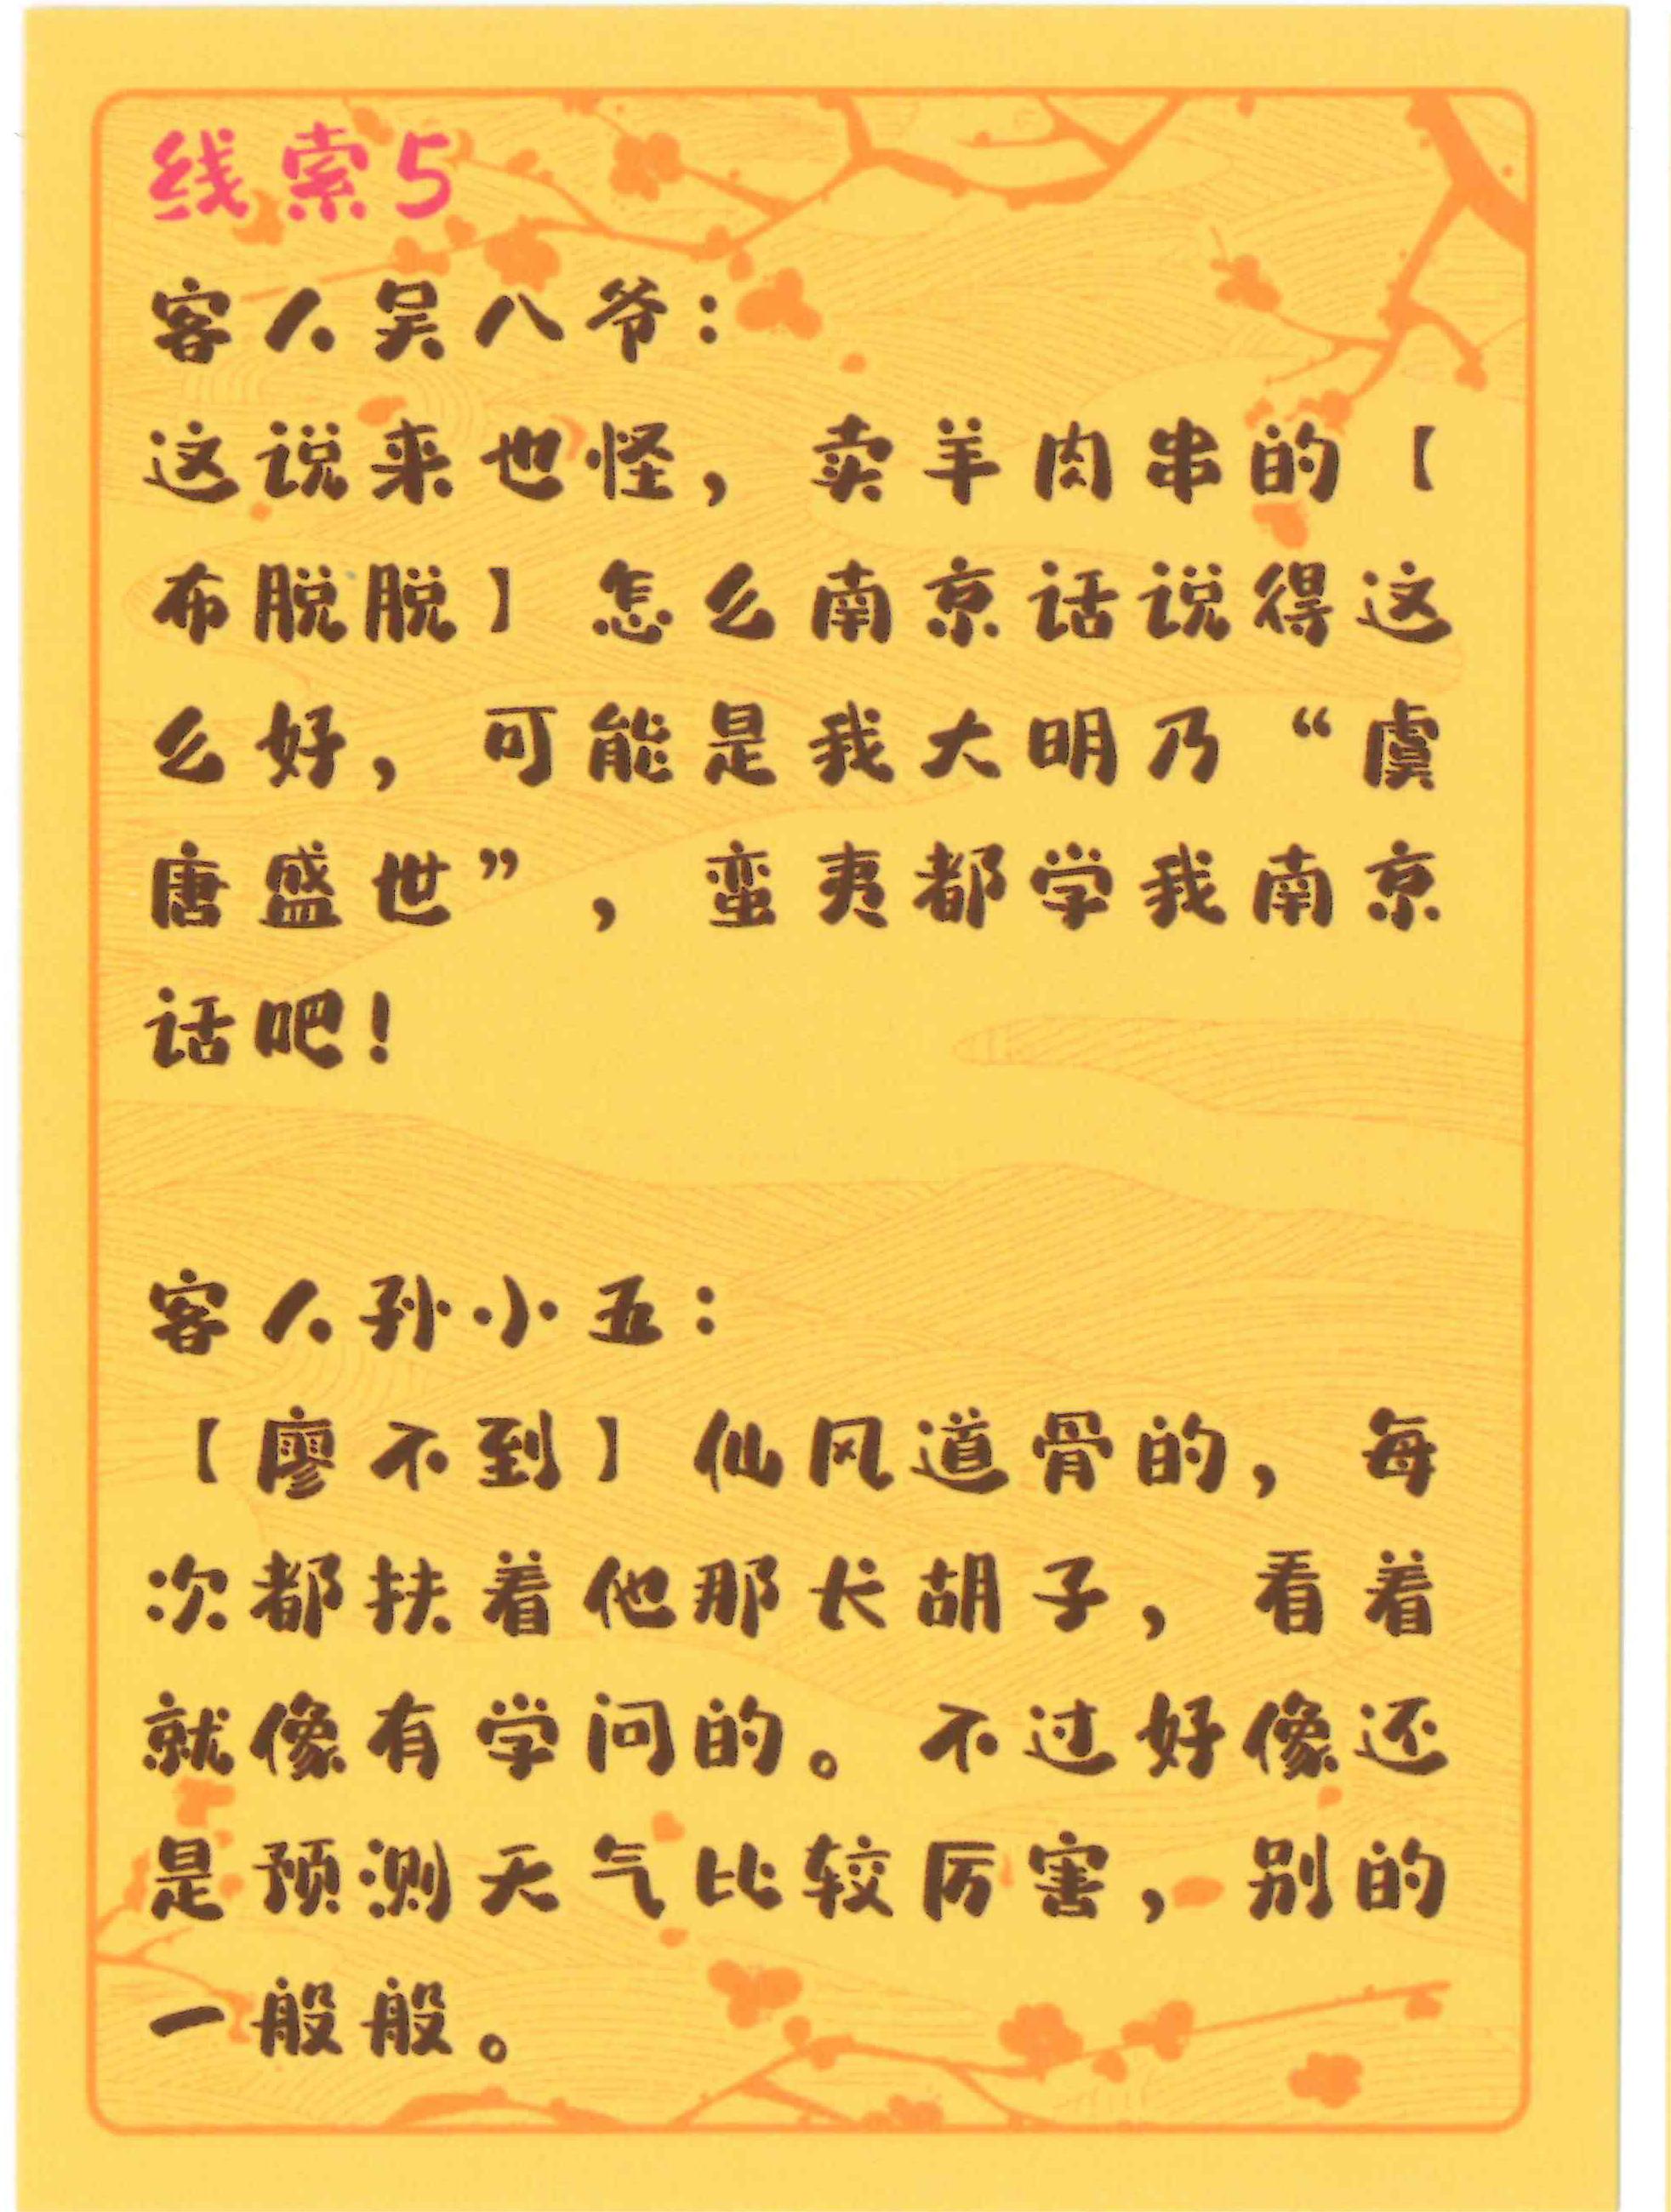 线索5
客人吴八爷：
这说来也怪，卖羊肉串的【
布脱脱】怎么南京话说得这
么好，可能是我大明乃“虞
唐盛世”，蛮夷都学我南京
话吧！
客人孙小五：
【廖不到】仙风道骨的，每
次都扶着他那长胡子，看着
就像有学问的。不过好像还
是预测天气比较厉害，别的
一般般。